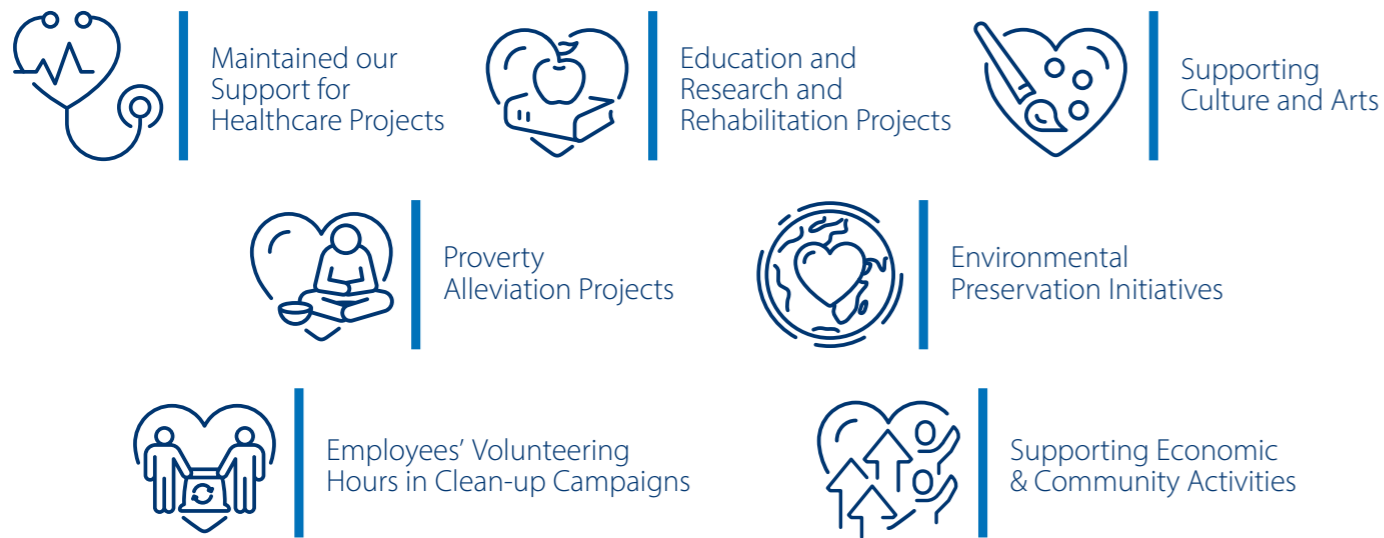 Maintained our
Support for
Healthcare Projects
Education and
Research and
Rehabilitation Projects
Supporting
Culture and Arts
Proverty
Alleviation Projects
Environmental
Preservation Initiatives
Employees’ Volunteering
Hours in Clean-up Campaigns
Supporting Economic
& Community Activities